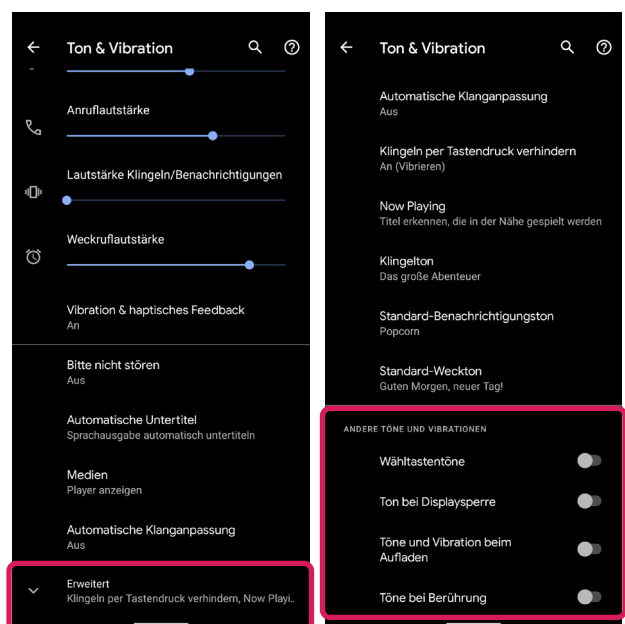 Ton & Vibration
Anruflautstärke
Lautstärke Klingeln/Benachrichtigungen
Weckruflautstärke
Vibration & haptisches Feedback
An
Bitte nicht stören
Aus
Automatische Untertitel
Sprachausgabe automatisch untertiteln
Medien
Player anzeigen
Automatische Klanganpassung
Aus
Erweitert
Klingeln per Tastendruck verhindern, Now Playi..
Ton & Vibration
Automatische Klanganpassung
Aus
Klingeln per Tastendruck verhindern
An (Vibrieren)
Now Playing
Titel erkennen, die in der Nähe gespielt werden
Klingelton
Das große Abenteuer
Standard-Benachrichtigungston
Popcorn
Standard-Weckton
Guten Morgen, neuer Tag!
ANDERE TÖNE UND VIBRATIONEN
Wähltastentöne
Ton bei Displaysperre
Töne und Vibration beim
Aufladen
Töne bei Berührung